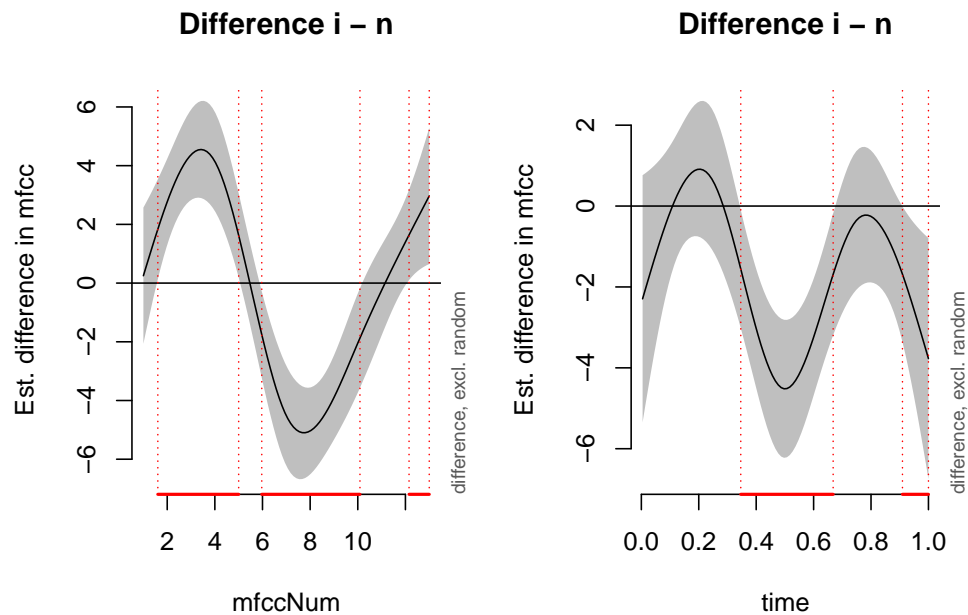 Difference i – n
Est. difference in mfcc
6
4
2
0
−2
−4
−6
2
4
6
8
10
mfccNum
difference, excl. random
Difference i – n
Est. difference in mfcc
2
0
−2
−4
−6
0.0
0.2
0.4
0.6
0.8
1.0
time
difference, excl. random